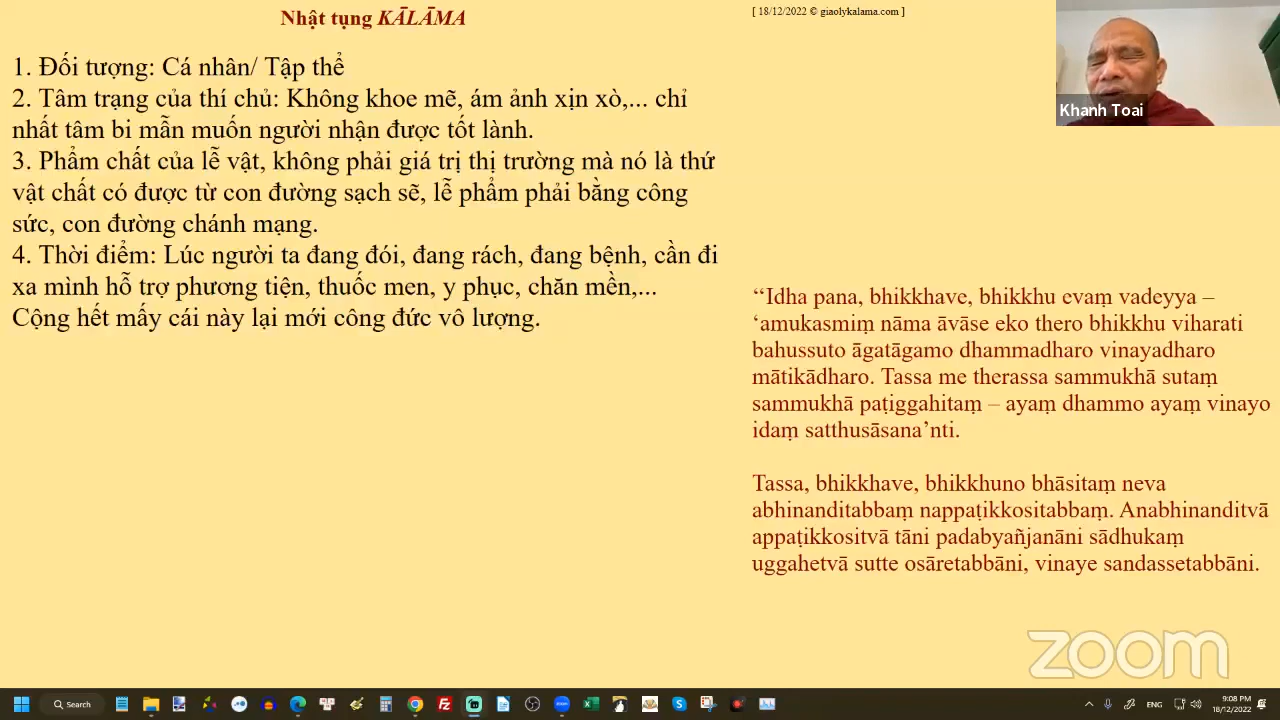 Nhật tụng KĀLĀMA
[ 18/12/2022 © giaolykalama.com ]
1. Đối tượng: Cá nhân/ Tập thể
2. Tâm trạng của thí chủ: Không khoe mẽ, ám ảnh xịn xò,... chỉ
nhất tâm bi mẫn muốn người nhận được tốt lành.
3. Phẩm chất của lễ vật, không phải giá trị thị trường mà nó là thứ
vật chất có được từ con đường sạch sẽ, lễ phẩm phải bằng công
sức, con đường chánh mạng.
4. Thời điểm: Lúc người ta đang đói, đang rách, đang bệnh, cần đi
xa mình hỗ trợ phương tiện, thuốc men, y phục, chăn mền,...
Cộng hết mấy cái này lại mới công đức vô lượng.
Khanh Toai
“Idha pana, bhikkhave, bhikkhu evaṃ vadeyya –
‘amukasmiṃ nāma āvāse eko thero bhikkhu viharati
bahussuto āgatāgamo dhammadharo vinayadharo
mātikādharo. Tassa me therassa sammukhā sutaṃ
sammukhā paṭiggahitaṃ – ayaṃ dhammo ayaṃ vinayo
idaṃ satthusāsana’nti.
Tassa, bhikkhave, bhikkhuno bhāsitaṃ neva
abhinanditabbaṃ nappaṭikkositabbaṃ. Anabhinanditvā
appaṭikkositvā tāni padabyañjanāni sādhukaṃ
uggahetvā sutte osāretabbāni, vinaye sandassetabbāni.
zoom
Search
ENG
9:08 PM
18/12/2022